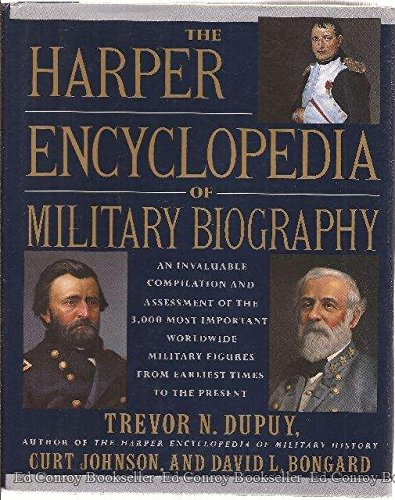 THE
HARPER
ENCYCLOPEDIA
OF
MILITARY BIOGRAPHY
AN INVALUABLE
COMPILATION AND
ASSESSMENT OF THE
3,000 MOST IMPORTANT
WORLDWIDE
MILITARY FIGURES
FROM EARLIEST TIMES
TO THE PRESENT
TREVOR N. DUPUY,
AUTHOR OF THE HARPER ENCYCLOPEDIA OF MILITARY HISTORY
CURT JOHNSON, AND DAVID L. BONGARD
Ed Conroy Bookseller Ed Conroy Bookseller Ed Conroy Bookseller